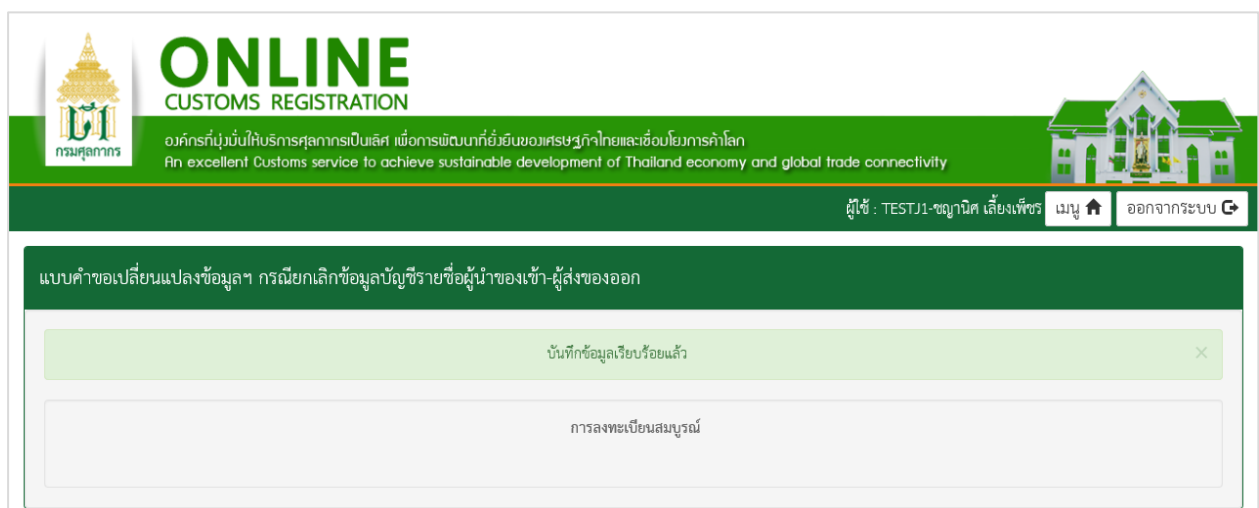 ONLINE
CUSTOMS REGISTRATION
กรมศุลกากร
องค์กรที่มุ่งมั่นให้บริการศุลกากรเป็นเลิศ เพื่อการพัฒนาที่ยั่งยืนของเศรษฐกิจไทยและเชื่อมโยงการค้าโลก
An excellent Customs service to achieve sustainable development of Thailand economy and global trade connectivity
ผู้ใช้ : TESTJ1-ชญานิศ เลี้ยงเพ็ชร เมนู ออกจากระบบ
แบบคำขอเปลี่ยนแปลงข้อมูลฯ กรณียกเลิกข้อมูลบัญชีรายชื่อผู้นำของเข้า-ผู้ส่งของออก
บันทึกข้อมูลเรียบร้อยแล้ว ×
การลงทะเบียนสมบูรณ์